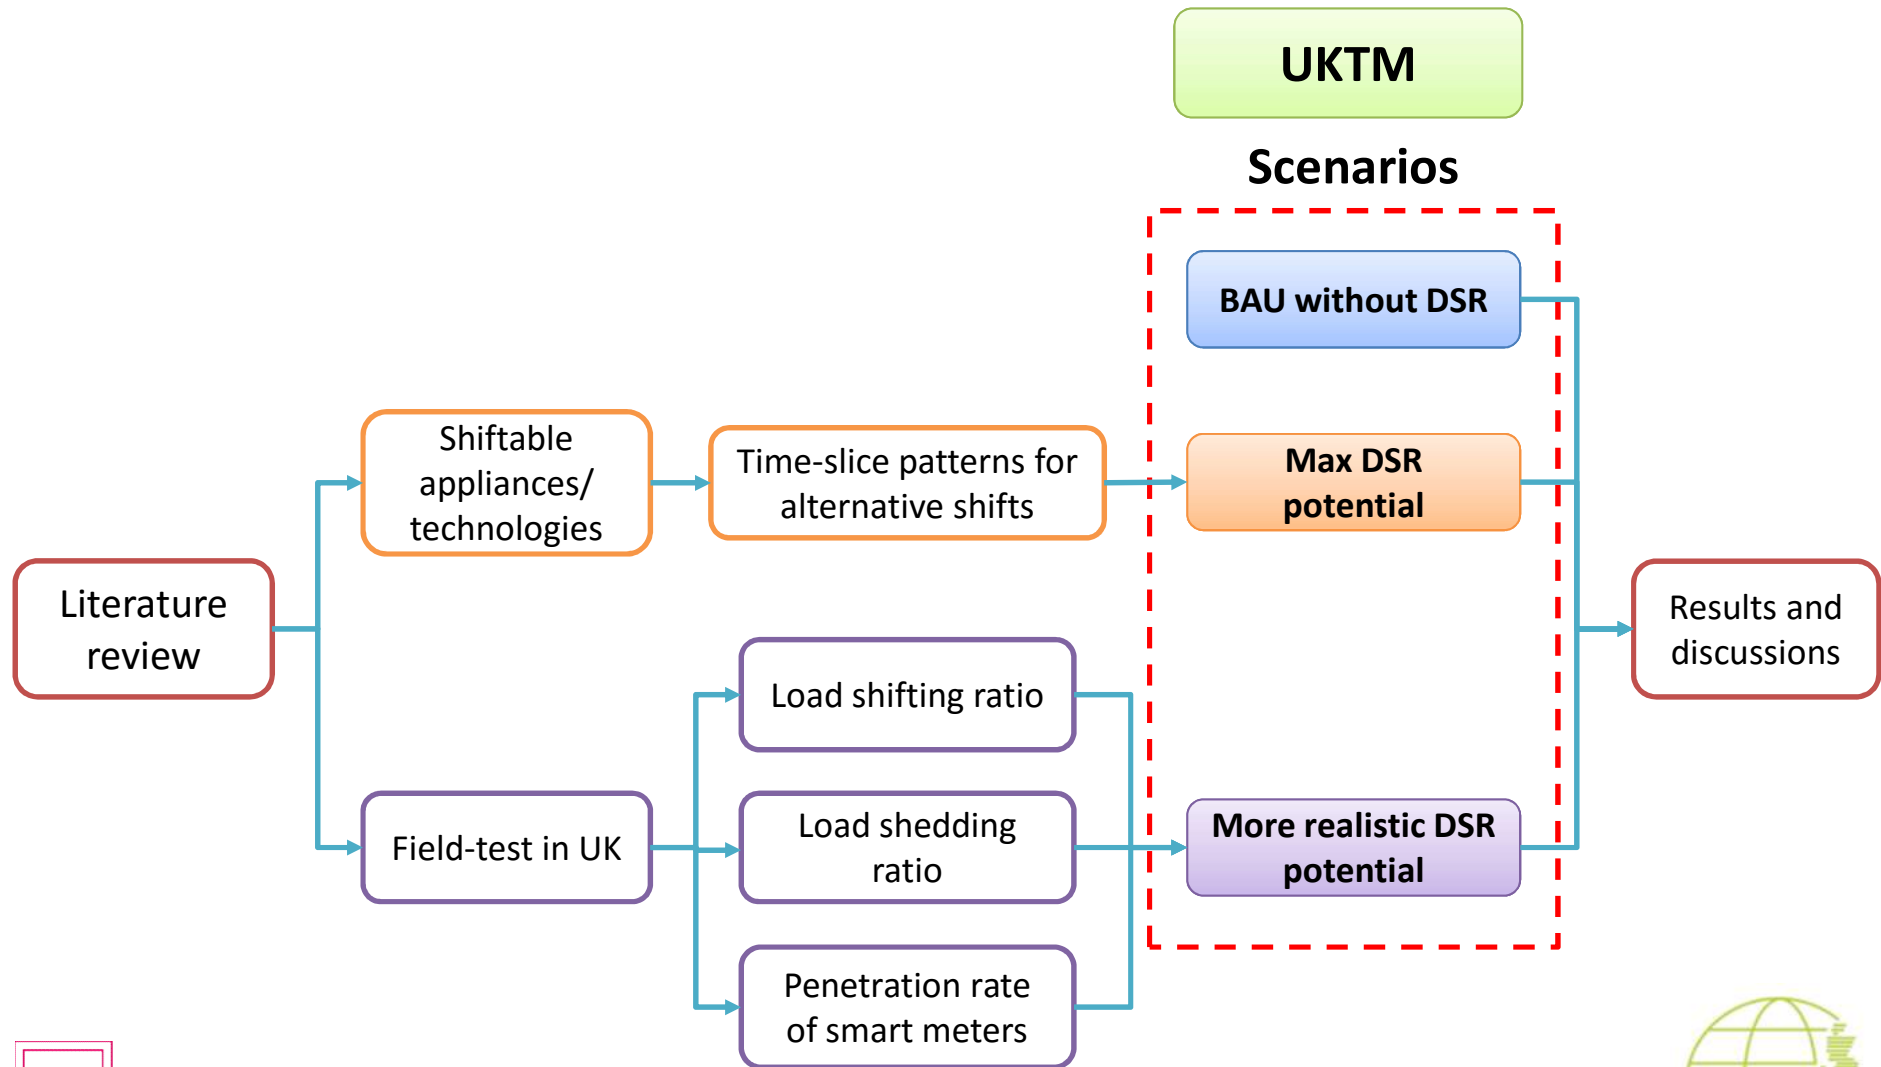 UKTM
Scenarios
BAU without DSR
Shiftable
appliances/
technologies
Time-slice patterns for
alternative shifts
Max DSR
potential
Literature
review
Results and
discussions
Load shifting ratio
Field-test in UK
Load shedding
ratio
More realistic DSR
potential
Penetration rate
of smart meters